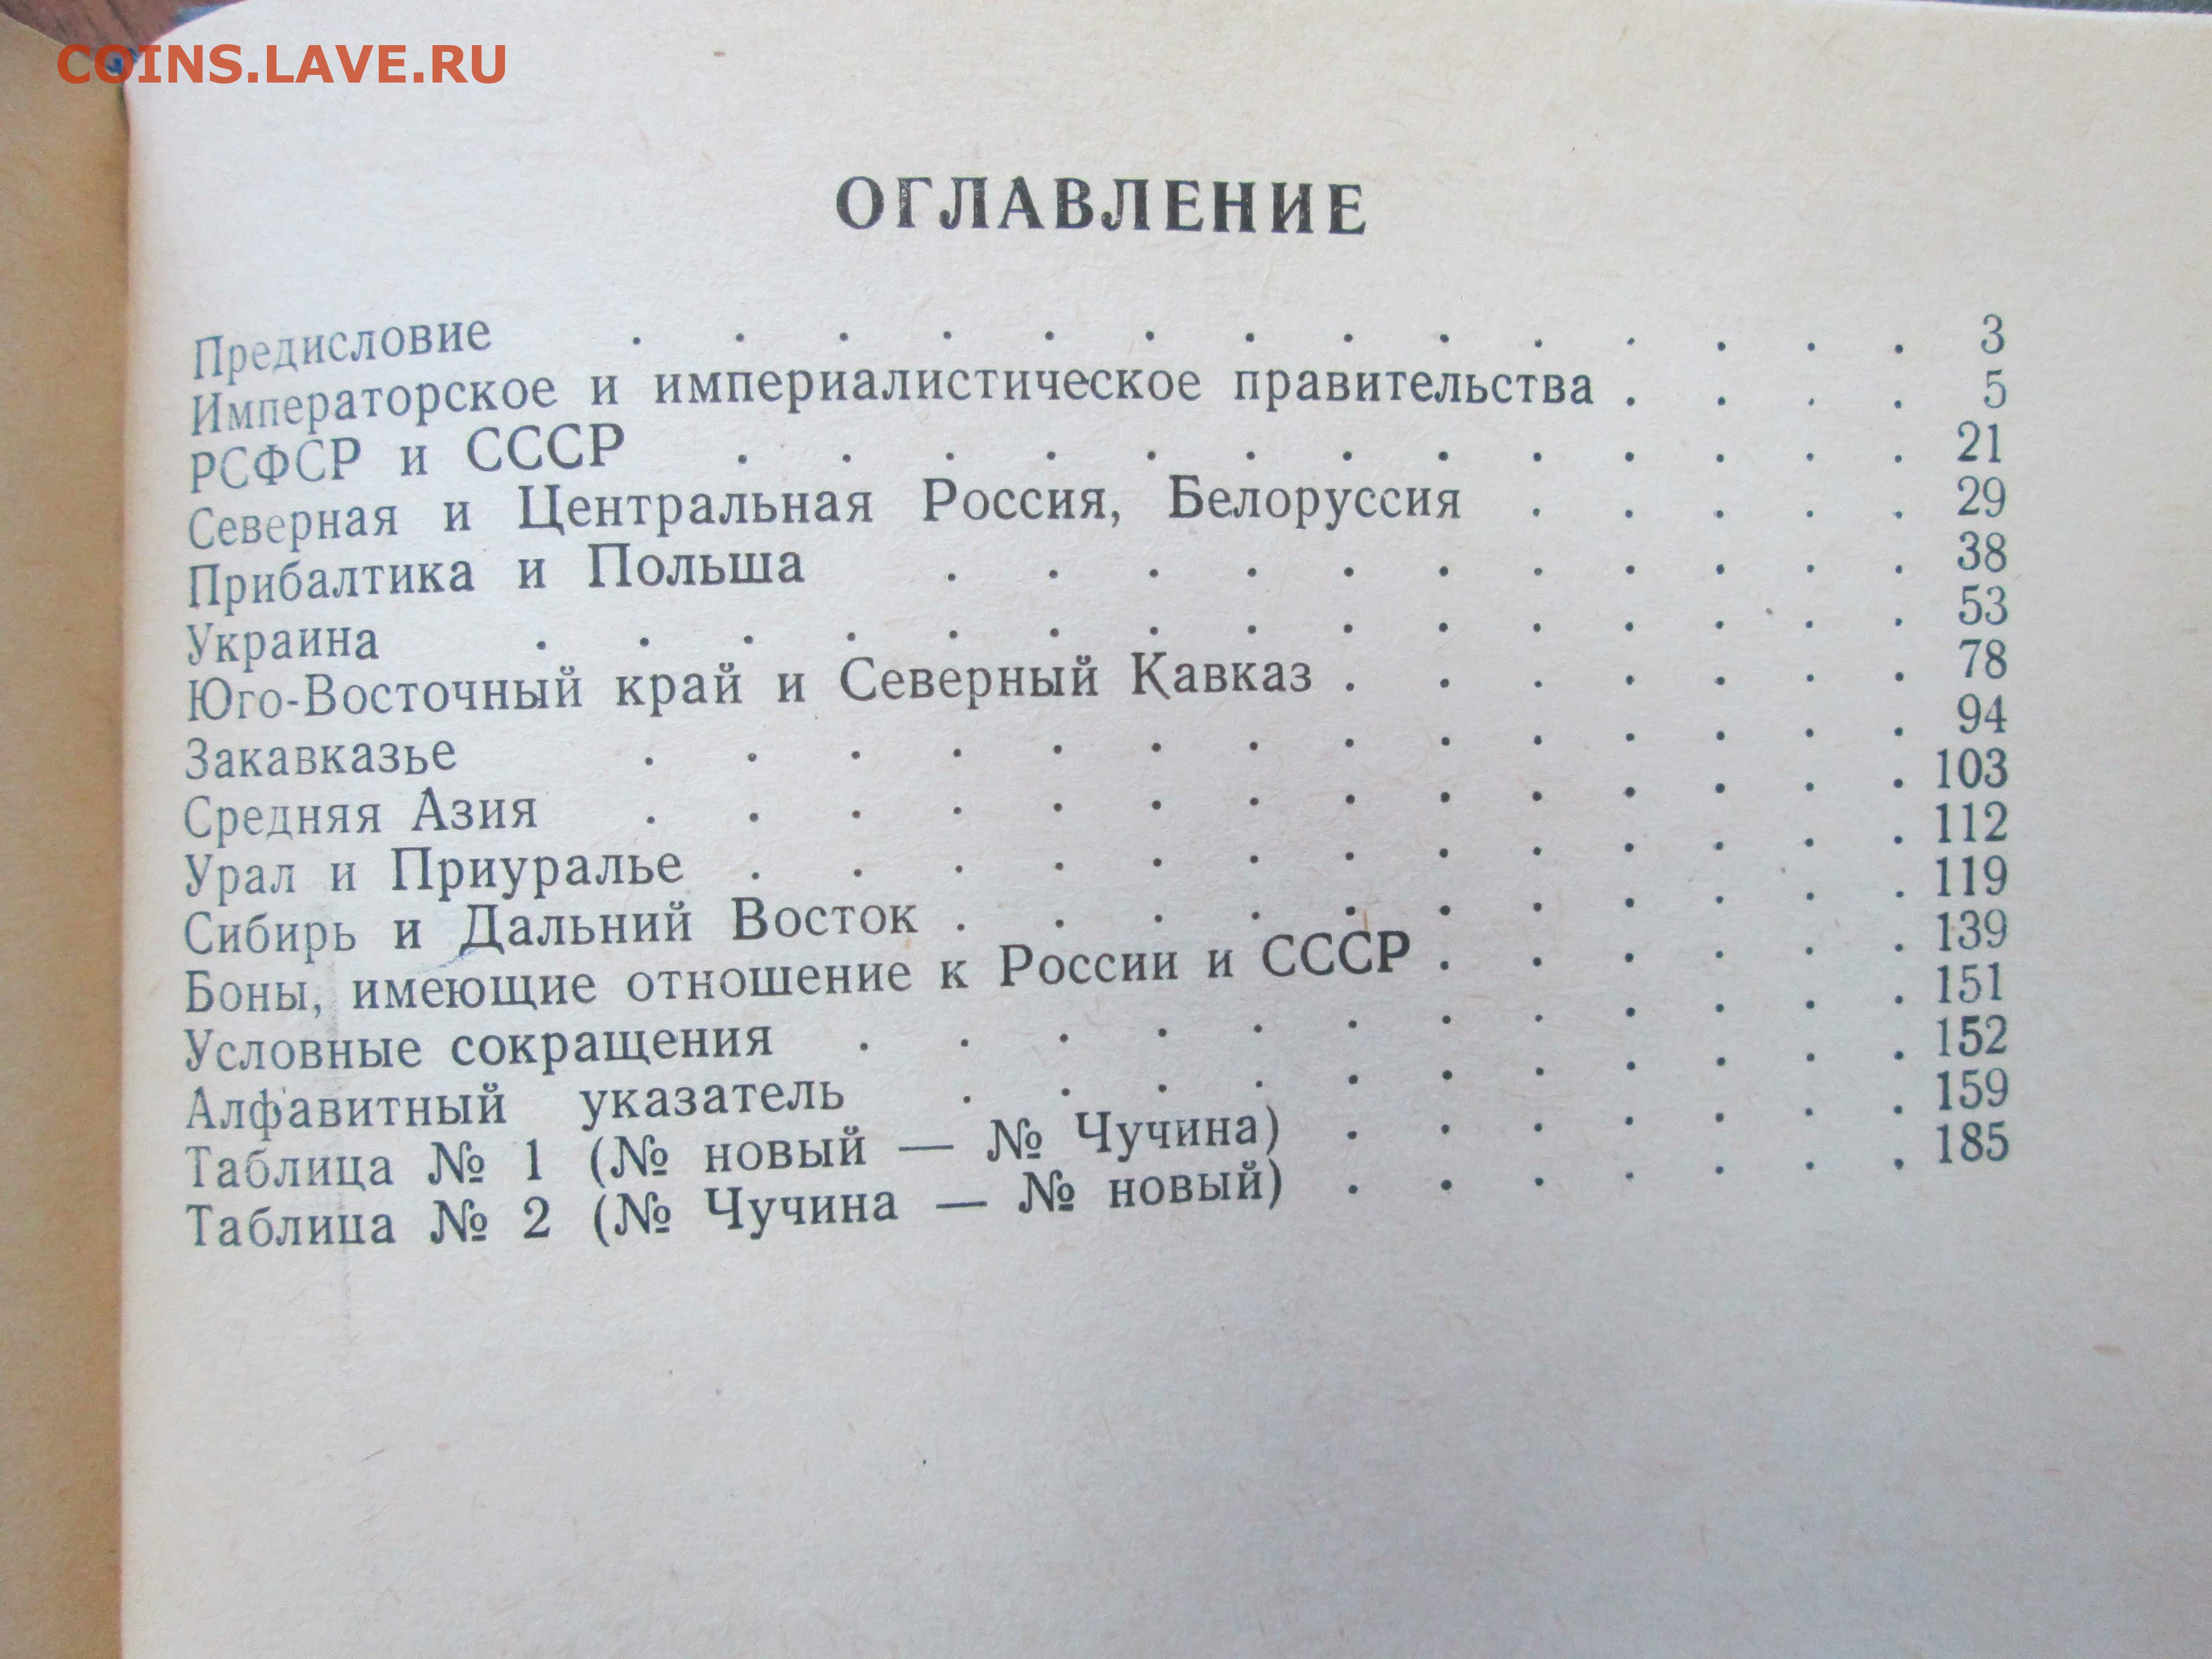 COINS.LAVE.RU
ОГЛАВЛЕНИЕ
Предисловие . . . . . . . . . . . . . . 3
Императорское и империалистическое правительства . . . . 5
РСФСР и СССР . . . . . . . . . . . . . 21
Северная и Центральная Россия, Белоруссия . . . . . 29
Прибалтика и Польша . . . . . . . . . . . 38
Украина . . . . . . . . . . . . . . . 53
Юго-Восточный край и Северный Кавказ . . . . . . . 78
Закавказье . . . . . . . . . . . . . . 94
Средняя Азия . . . . . . . . . . . . . . 103
Урал и Приуралье . . . . . . . . . . . . . 112
Сибирь и Дальний Восток . . . . . . . . . . . 119
Боны, имеющие отношение к России и СССР . . . . . . 139
Условные сокращения . . . . . . . . . . . . 151
Алфавитный указатель . . . . . . . . . . . 152
Таблица № 1 (№ новый — № Чучина) . . . . . . . 159
Таблица № 2 (№ Чучина — № новый) . . . . . . . 185